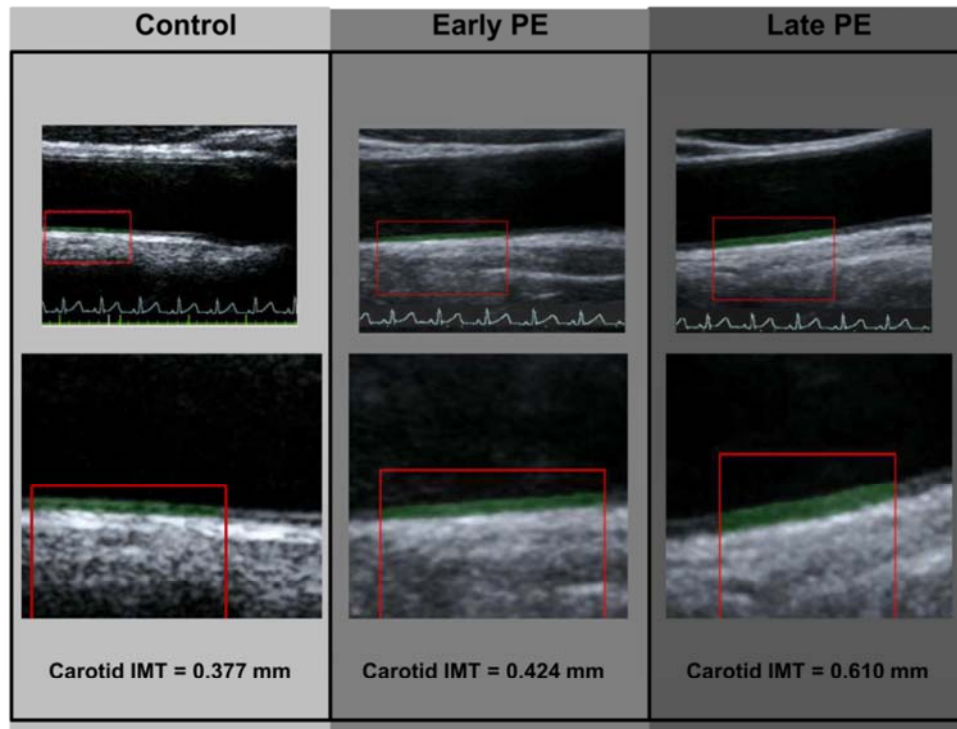 Control
Early PE
Late PE
Carotid IMT = 0.377 mm
Carotid IMT = 0.424 mm
Carotid IMT = 0.610 mm